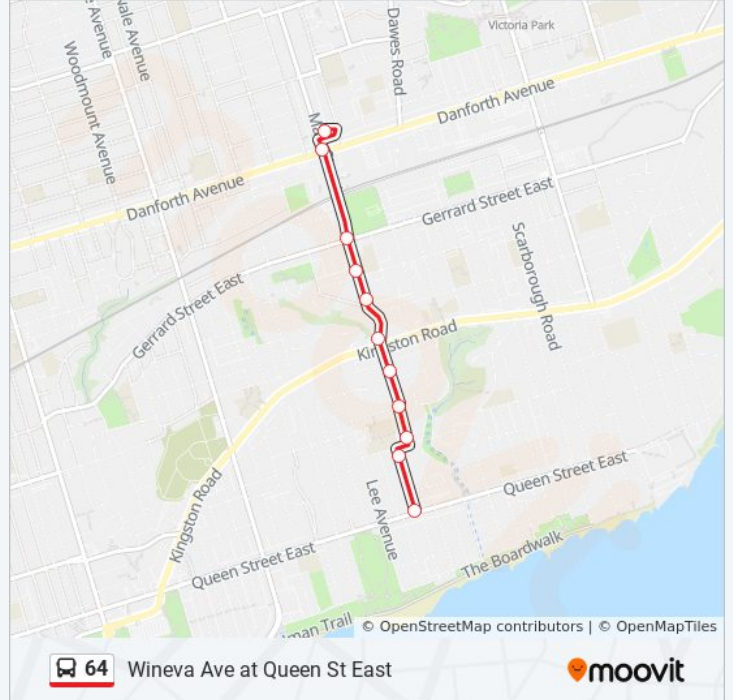 Victoria Park
Dawes Road
Avenue
Woodmount Avenue
Danforth Avenue
Danforth Avenue
Gerrard Street East
Scarborough Road
Gerrard Street East
Kingston Road
Kingston Road
Queen Street East
Lee Avenue
Queen Street East
The Boardwalk
Trail
© OpenStreetMap contributors | © OpenMapTiles
64 Wineva Ave at Queen St East
moovit